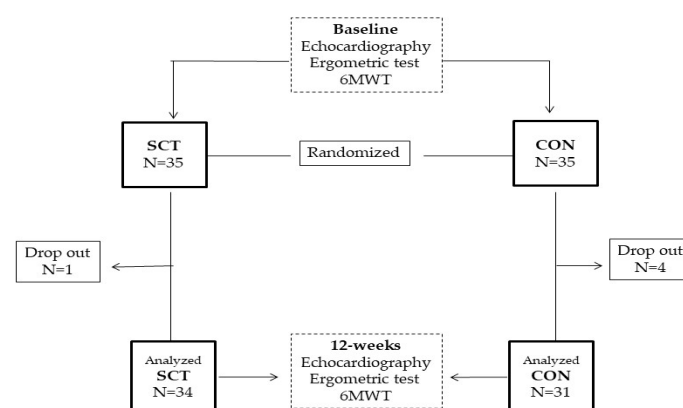 Baseline
Echocardiography
Ergometric test
6MWT
SCT
N=35
Randomized
CON
N=35
Drop out
N=1
Drop out
N=4
Analyzed
SCT
N=34
12-weeks
Echocardiography
Ergometric test
6MWT
Analyzed
CON
N=31